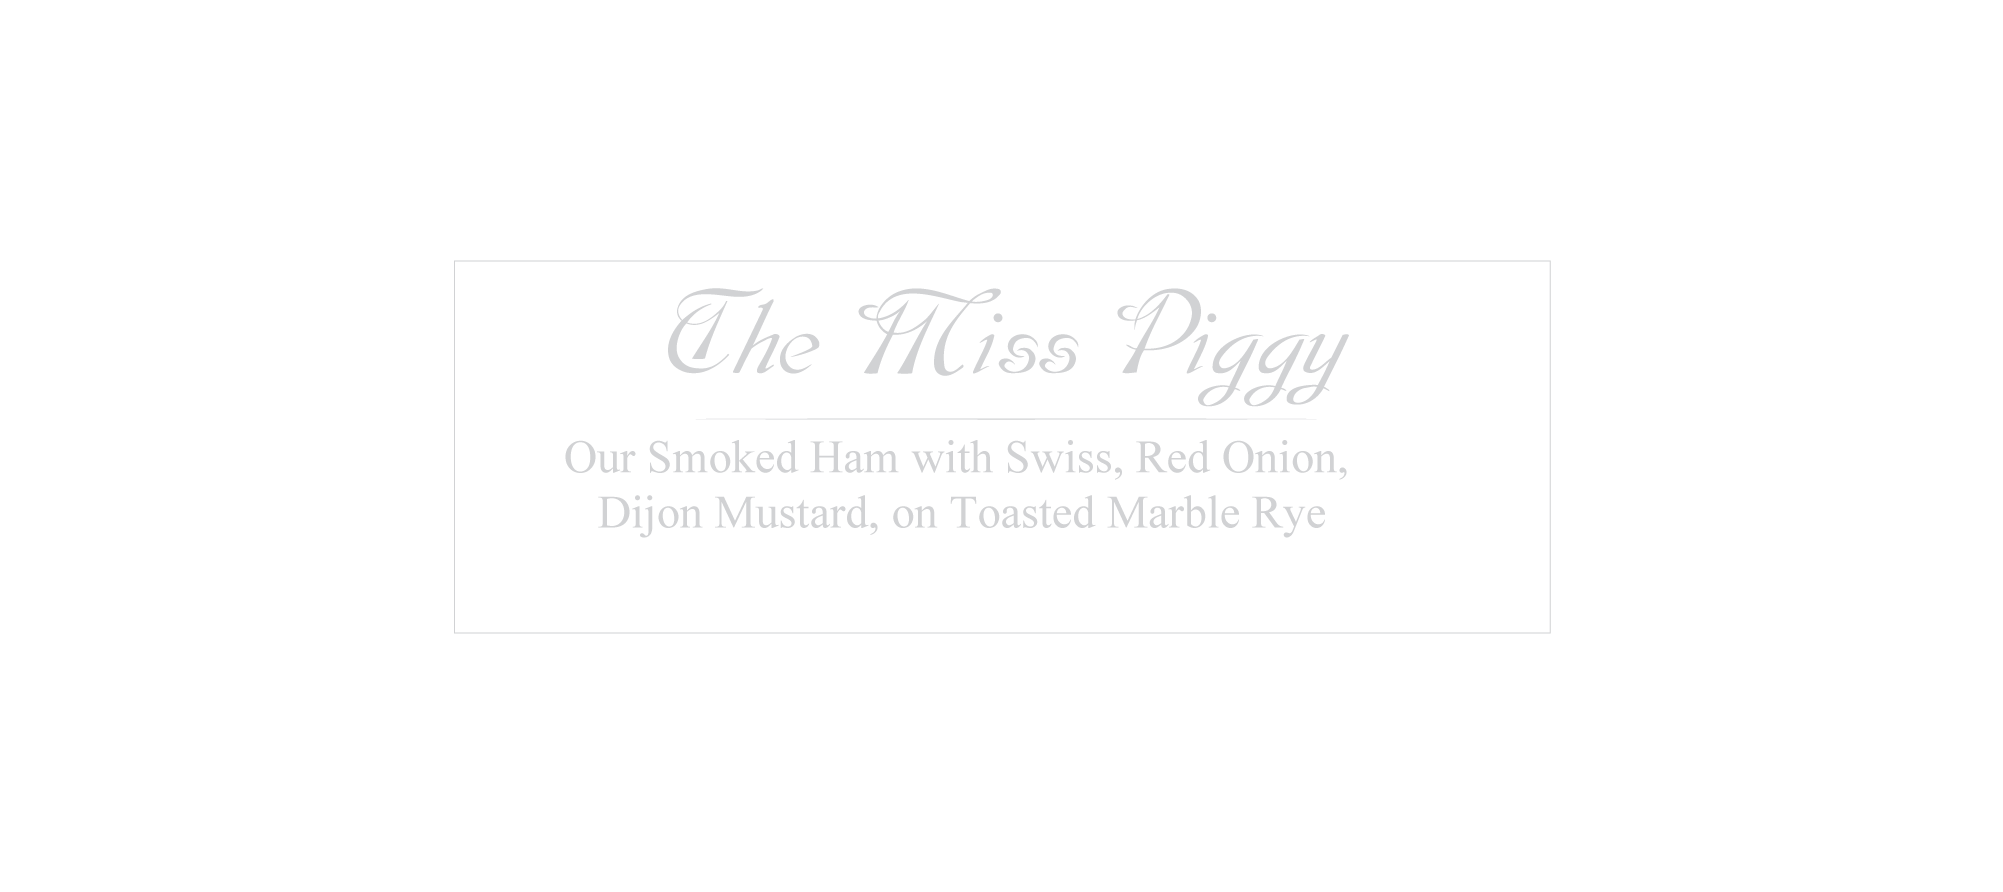 The Miss Piggy
Our Smoked Ham with Swiss, Red Onion,
Dijon Mustard, on Toasted Marble Rye